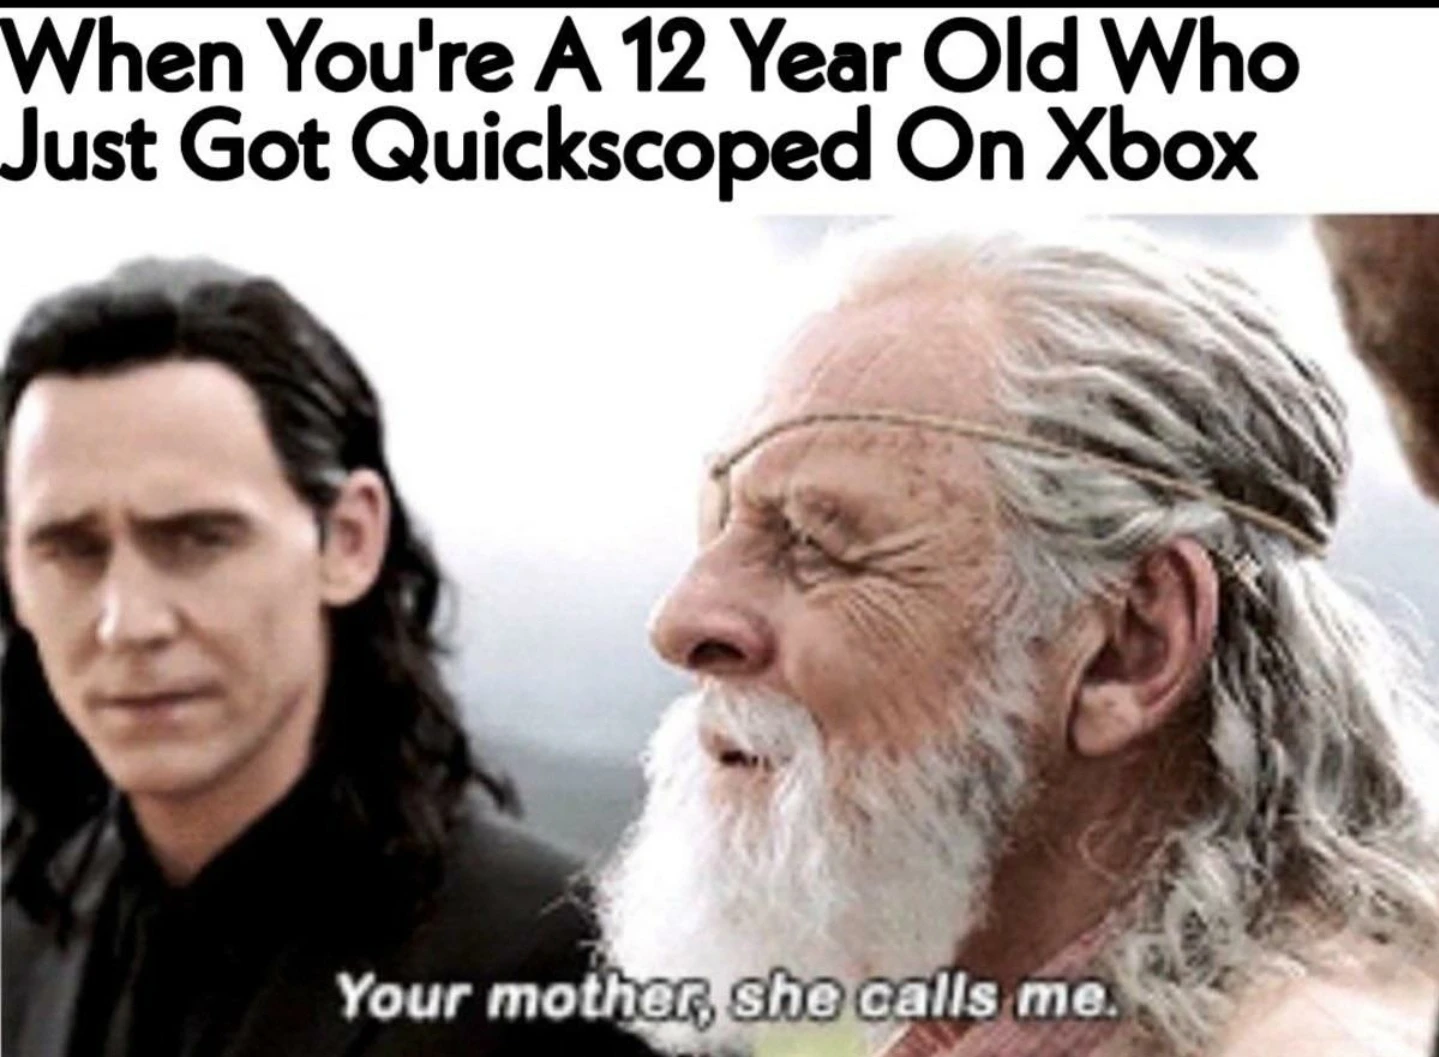 When You're A 12 Year Old Who
Just Got Quickscoped On Xbox
Your mother, she calls me.